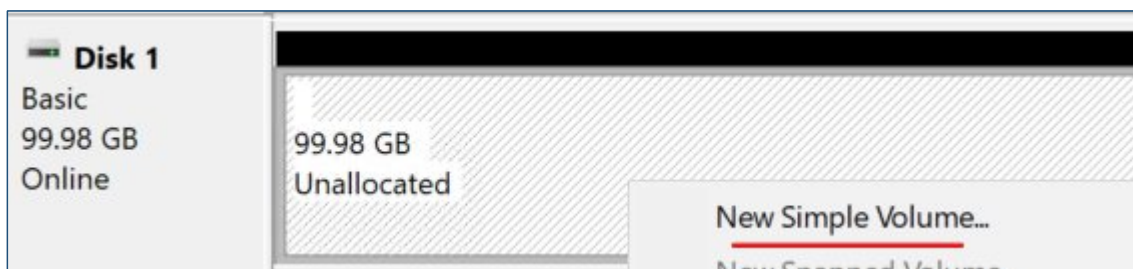 Disk 1
Basic
99.98 GB
Online
99.98 GB
Unallocated
New Simple Volume...